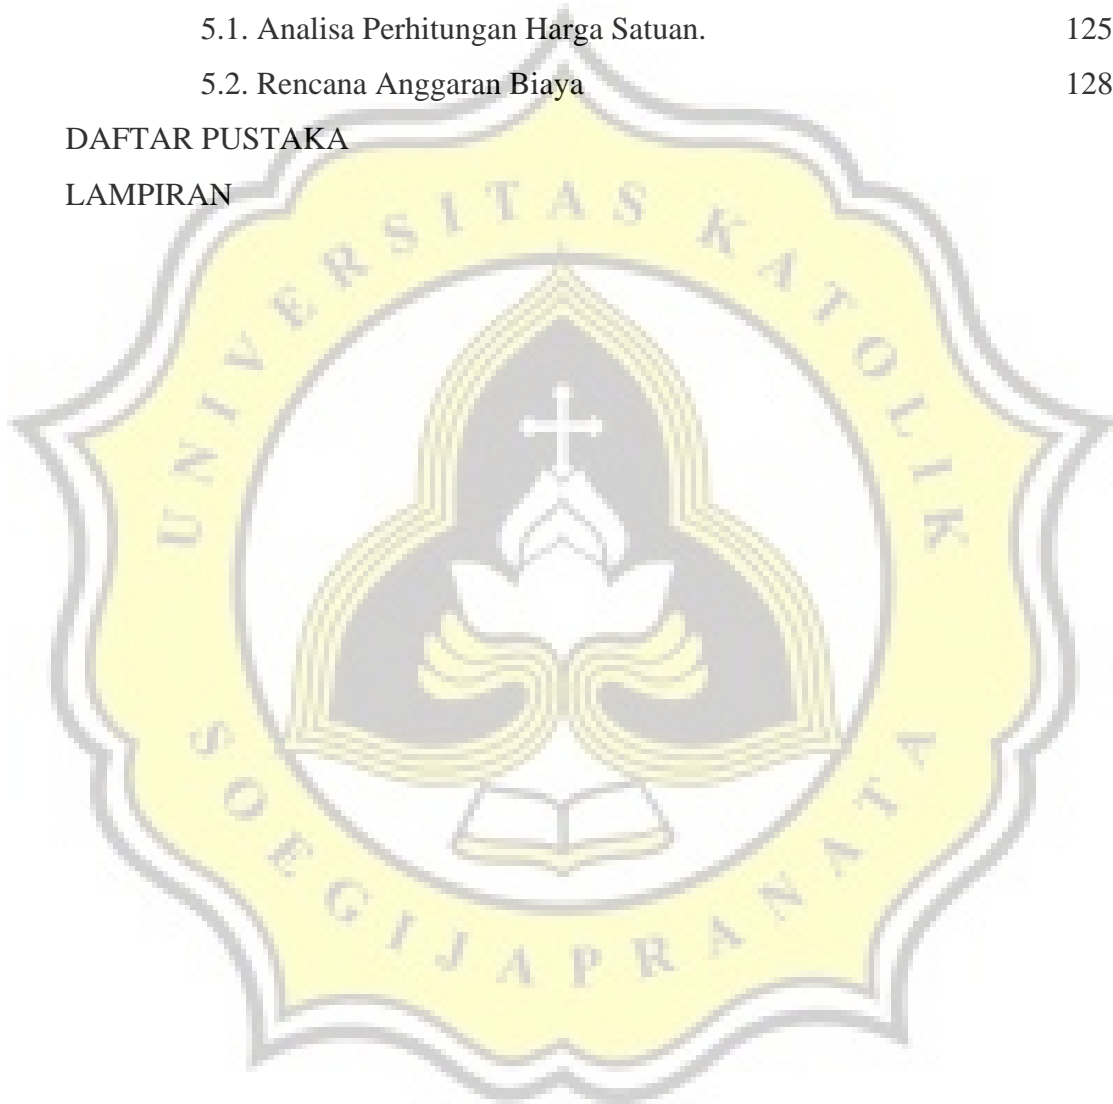 5.1. Analisa Perhitungan Harga Satuan. 125
5.2. Rencana Anggaran Biaya 128
DAFTAR PUSTAKA
LAMPIRAN
UNIVERSITAS KATOLIK
SOEGIJAPRANATA